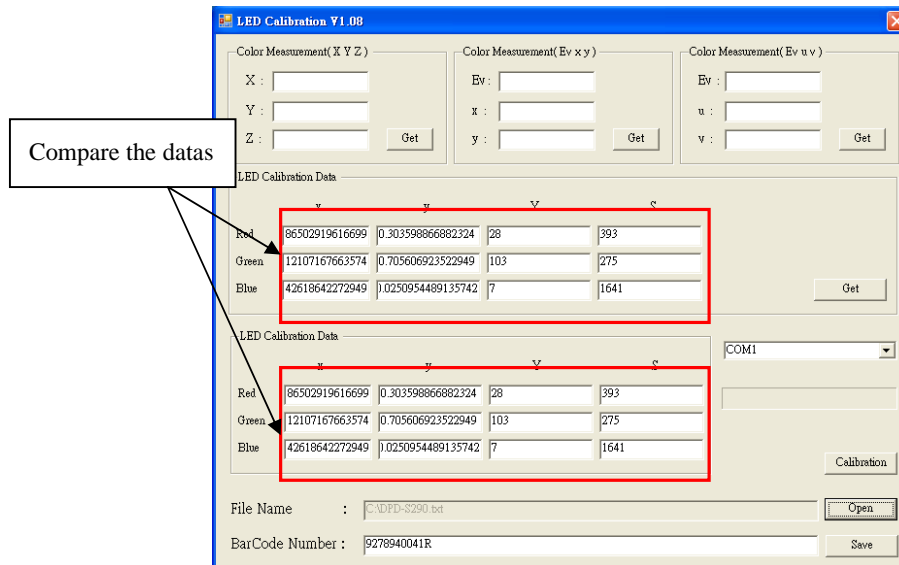 LED Calibration V1.08
Color Measurement( X Y Z ) Color Measurement( Ev x y ) Color Measurement( Ev u v )
X : Ev : Ev :
Y : x : u :
Z : Get y : Get v : Get
Compare the datas
LED Calibration Data
x y Y S
Red 86502919616699 0.303598866882324 28 393
Green 12107167663574 0.705606923522949 103 275
Blue 42618642272949 0.0250954489135742 7 1641
Get
LED Calibration Data
COM1
x y Y S
Red 86502919616699 0.303598866882324 28 393
Green 12107167663574 0.705606923522949 103 275
Blue 42618642272949 0.0250954489135742 7 1641
Calibration
File Name : C:\DPD-S290.txt Open
BarCode Number : 9278940041R Save